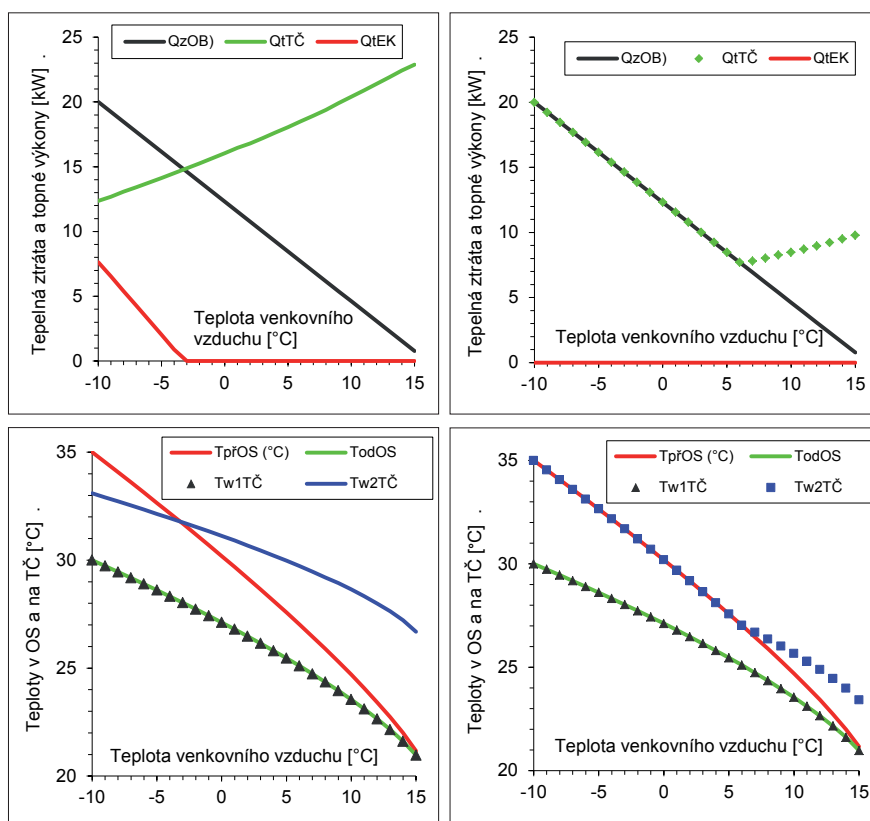 QzOB) QtTČ QtEK
Tepelná ztráta a topné výkony [kW] .
25
20
15
10
5
0
Teplota venkovního
vzduchu [°C]
-10 -5 0 5 10 15
QzOB) QtTČ QtEK
Tepelná ztráta a topné výkony [kW] .
25
20
15
10
5
0
Teplota venkovního vzduchu [°C]
-10 -5 0 5 10 15
TpřOS (°C) TodOS
Tw1TČ Tw2TČ
Teploty v OS a na TČ [°C] .
35
30
25
20
Teplota venkovního vzduchu [°C]
-10 -5 0 5 10 15
TpřOS (°C) TodOS
Tw1TČ Tw2TČ
Teploty v OS a na TČ [°C] .
35
30
25
20
Teplota venkovního vzduchu [°C]
-10 -5 0 5 10 15